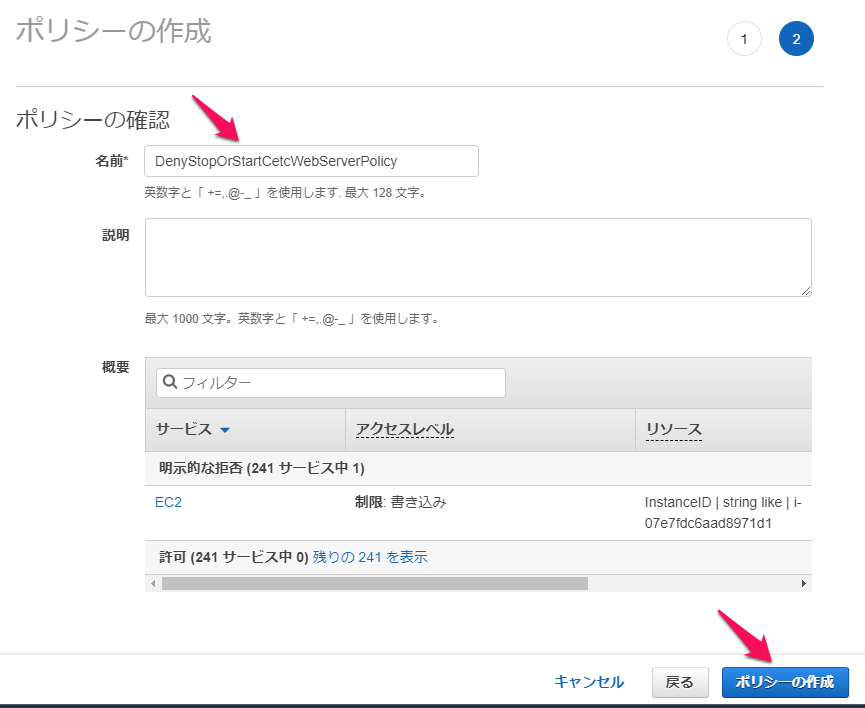 ポリシーの作成
1
2
ポリシーの確認
名前*
DenyStopOrStartCetcWebServerPolicy
英数字と「 +=,.@-_ 」を使用します. 最大 128 文字。
説明
最大 1000 文字。英数字と「 +=,.@-_ 」を使用します。
概要
フィルター
サービス アクセスレベル リソース
明示的な拒否 (241 サービス中 1)
EC2 制限: 書き込み InstanceID | string like | i-
07e7fdc6aad8971d1
許可 (241 サービス中 0) 残りの 241 を表示
キャンセル 戻る ポリシーの作成